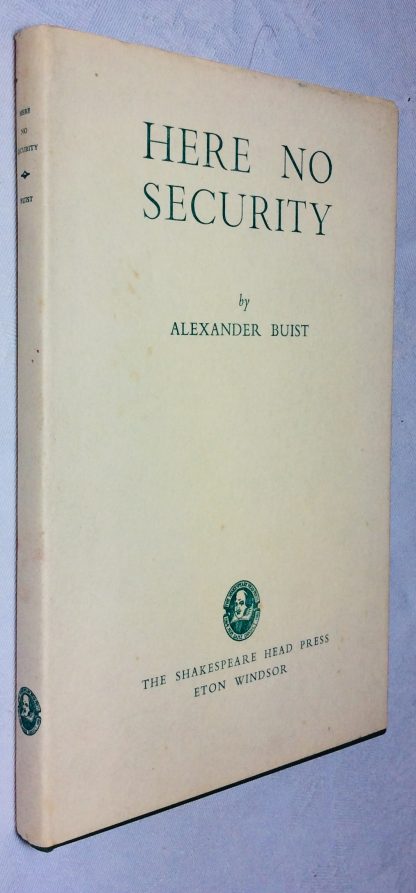 HERE NO
SECURITY
by
ALEXANDER BUIST
THE SHAKESPEARE HEAD PRESS
ETON WINDSOR
HERE
NO
SECURITY
BUIST